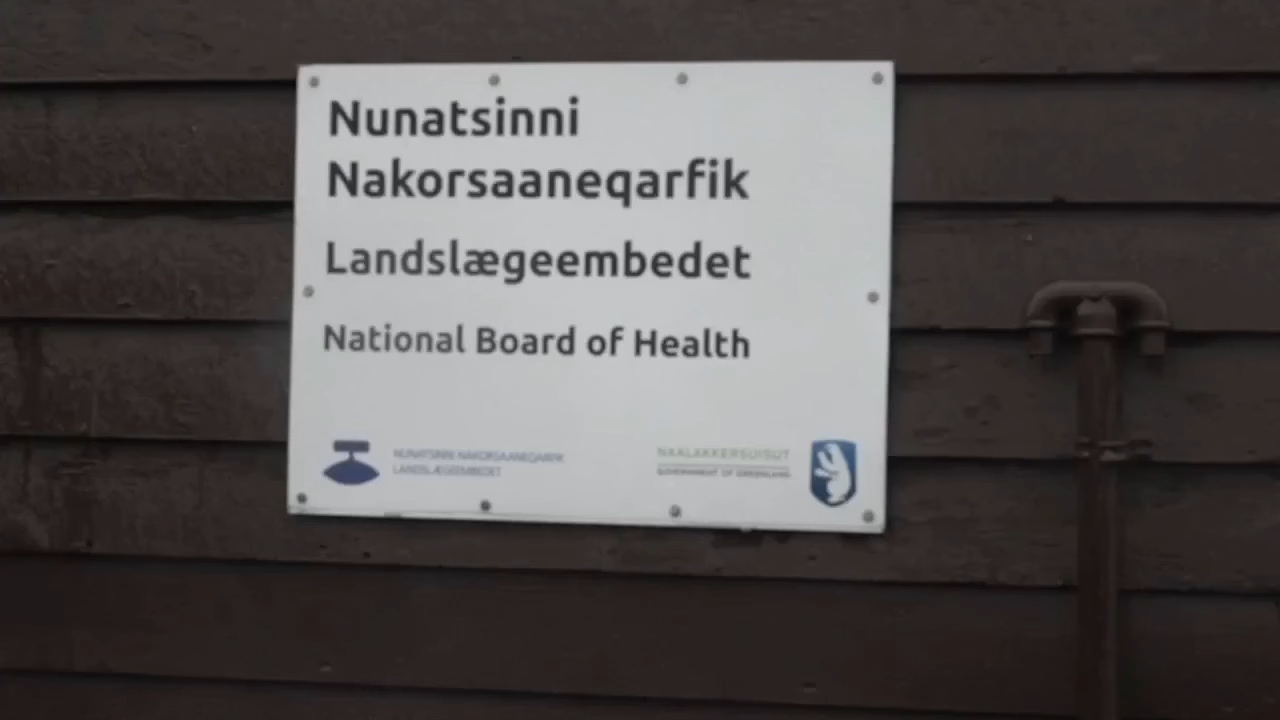 Nunatsinni
Nakorsaaneqarfik
Landslægeembedet
National Board of Health
NUNATSINNI NAKORSAANEQARFIK
LANDSLÆGEEMBEDET
NAALAKKERSUISUT
GOVERNMENT OF GREENLAND